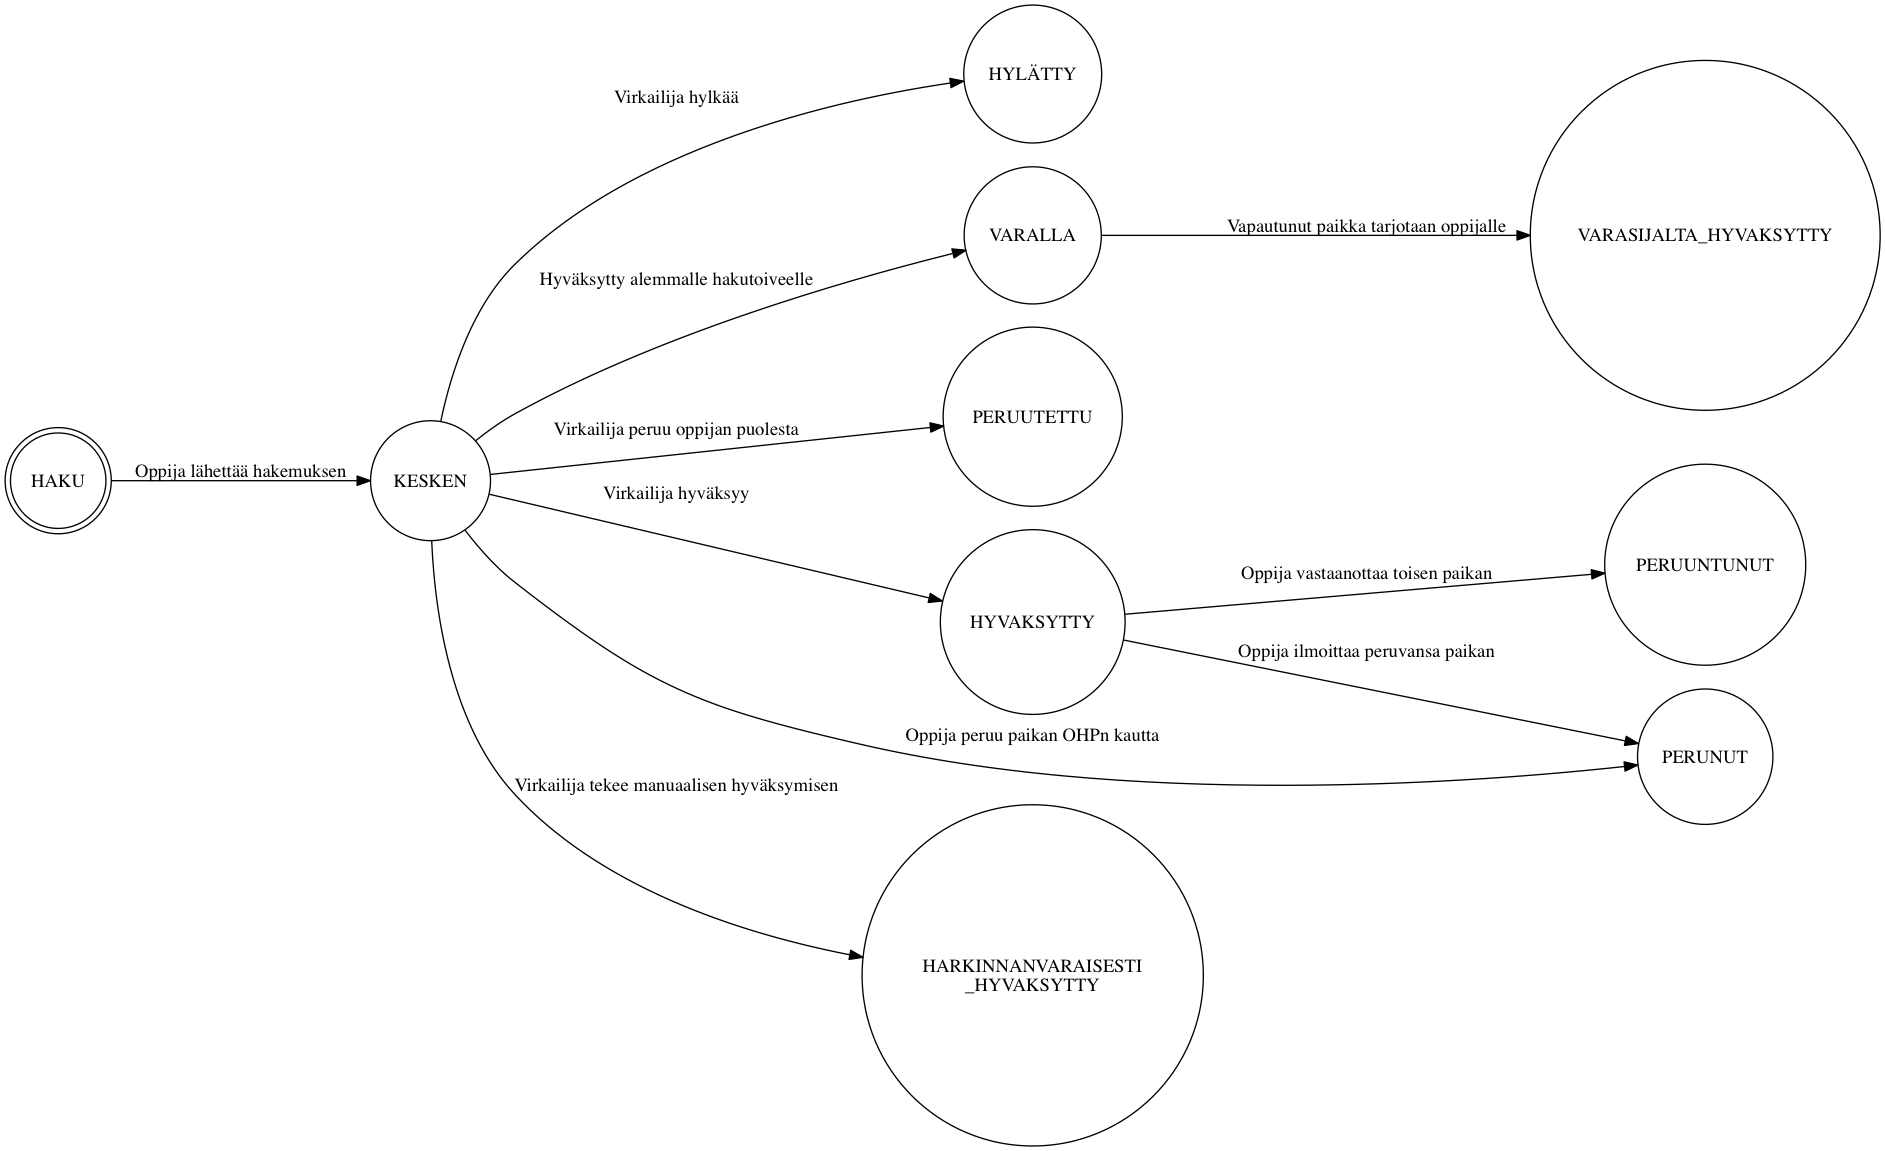 HYLÄTTY
Virkailija hylkää
VARALLA
Vapautunut paikka tarjotaan oppijalle
VARASIJALTA_HYVAKSYTTY
Hyväksytty alemmalle hakutoiveelle
PERUUTETTU
Virkailija peruu oppijan puolesta
HAKU
Oppija lähettää hakemuksen
KESKEN
Virkailija hyväksyy
HYVAKSYTTY
Oppija vastaanottaa toisen paikan
PERUUNTUNUT
Oppija ilmoittaa peruvansa paikan
Oppija peruu paikan OHPn kautta
PERUNUT
Virkailija tekee manuaalisen hyväksymisen
HARKINNANVARAISESTI
_HYVAKSYTTY